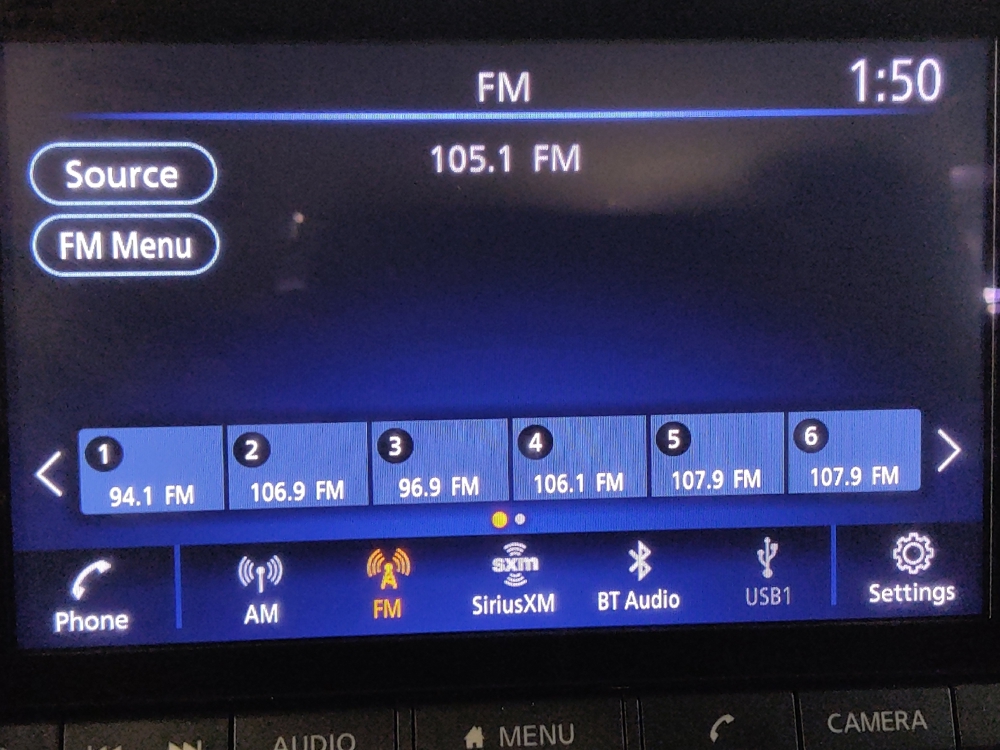 FM
1:50
105.1 FM
Source
FM Menu
1
2
3
4
5
6
94.1 FM
106.9 FM
96.9 FM
106.1 FM
107.9 FM
107.9 FM
sxm
Phone
AM
FM
SiriusXM
BT Audio
USB1
Settings
AUDIO
MENU
CAMERA